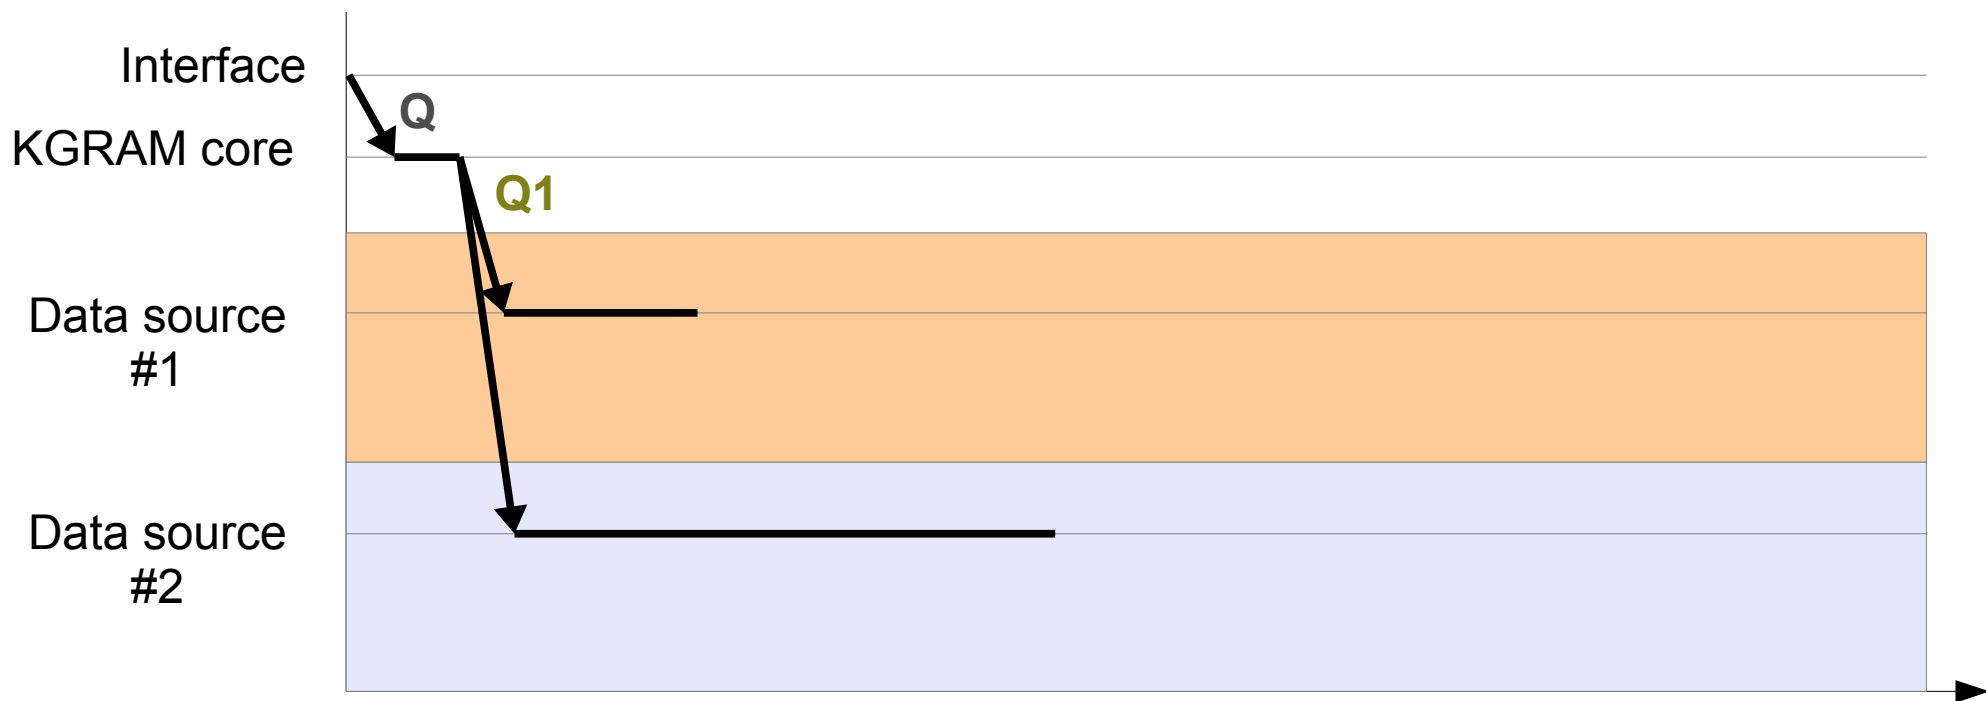 Interface
Q
KGRAM core
Q1
Data source
#1
Data source
#2